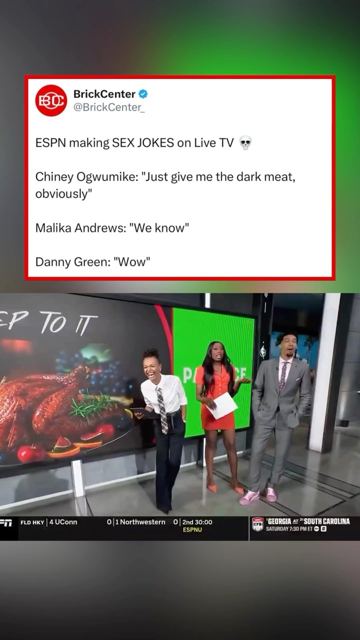 BrickCenter
@BrickCenter_
ESPN making SEX JOKES on Live TV 💀
Chiney Ogwumike: "Just give me the dark meat,
obviously"
Malika Andrews: "We know"
Danny Green: "Wow"
EP TO IT
FLD HKY | 4 UConn 0 | 1 Northwestern 0 | 2nd 30:00
ESPNU
GEORGIA AT SOUTH CAROLINA
SATURDAY 7:30 PM ET